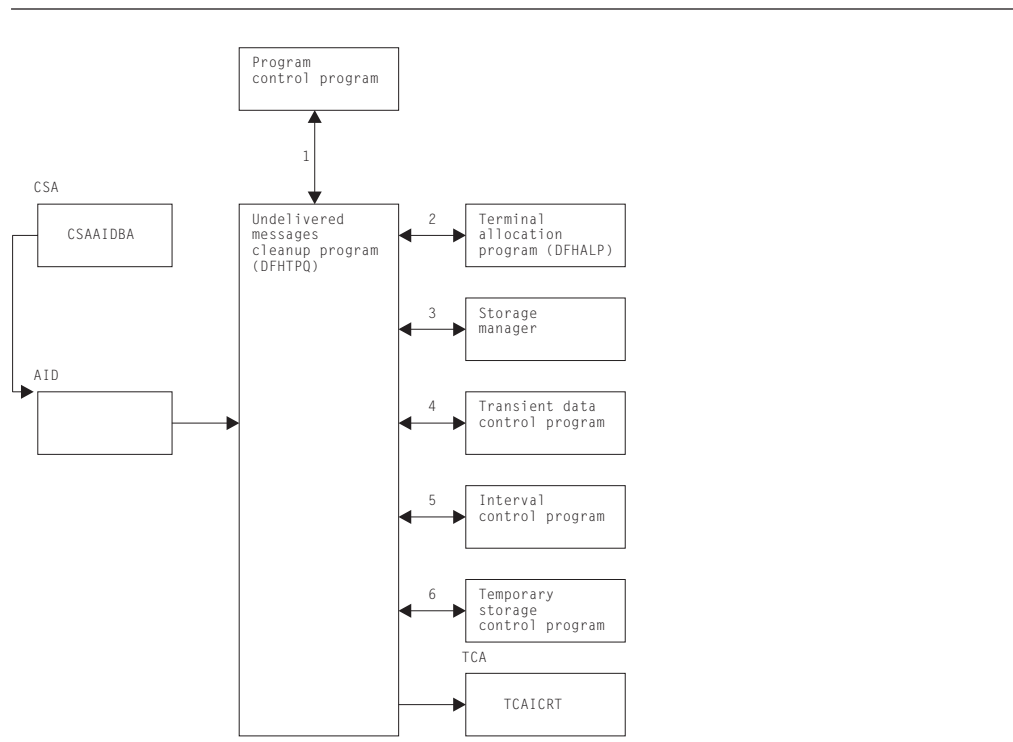 Program
control program
1
CSA
CSAAIDBA
Undelivered
messages
cleanup program
(DFHTPQ)
2
Terminal
allocation
program (DFHALP)
3
Storage
manager
AID
4
Transient data
control program
5
Interval
control program
6
Temporary
storage
control program
TCA
TCAICRT